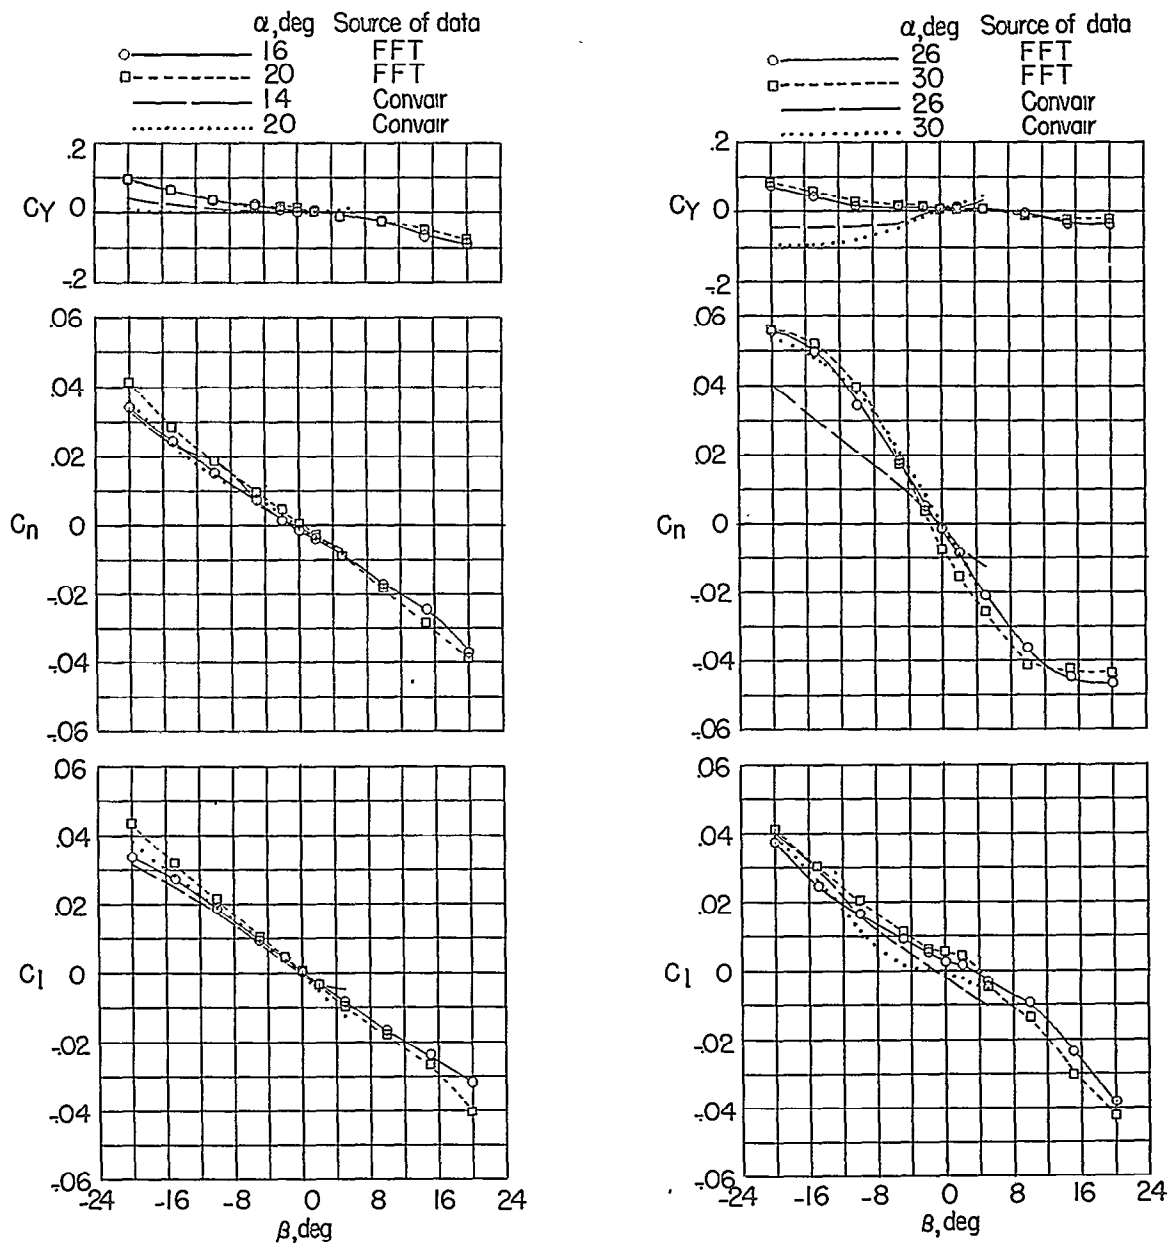 α,deg Source of data
16 FFT
20 FFT
14 Convair
20 Convair
.2
CY 0
-.2
.06
.04
.02
Cn 0
-.02
-.04
-.06
.06
.04
.02
Cl 0
-.02
-.04
-.06
-24 -16 -8 0 8 16 24
β,deg
α,deg Source of data
26 FFT
30 FFT
26 Convair
30 Convair
.2
CY 0
-.2
.06
.04
.02
Cn 0
-.02
-.04
-.06
.06
.04
.02
Cl 0
-.02
-.04
-.06
-24 -16 -8 0 8 16 24
β,deg